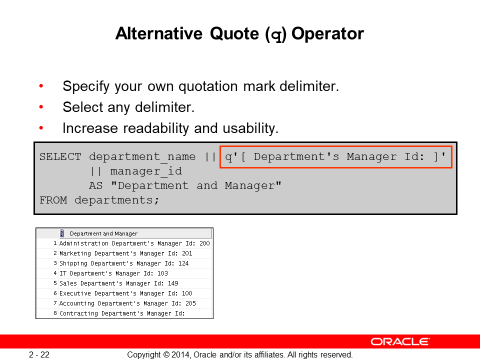 Alternative Quote (q) Operator
• Specify your own quotation mark delimiter.
• Select any delimiter.
• Increase readability and usability.
SELECT department_name || q'[ Department's Manager Id: ]'
|| manager_id
AS "Department and Manager"
FROM departments;
Department and Manager
1 Administration Department's Manager Id: 200
2 Marketing Department's Manager Id: 201
3 Shipping Department's Manager Id: 124
4 IT Department's Manager Id: 103
5 Sales Department's Manager Id: 149
6 Executive Department's Manager Id: 100
7 Accounting Department's Manager Id: 205
8 Contracting Department's Manager Id:
ORACLE
2 - 22 Copyright © 2014, Oracle and/or its affiliates. All rights reserved.